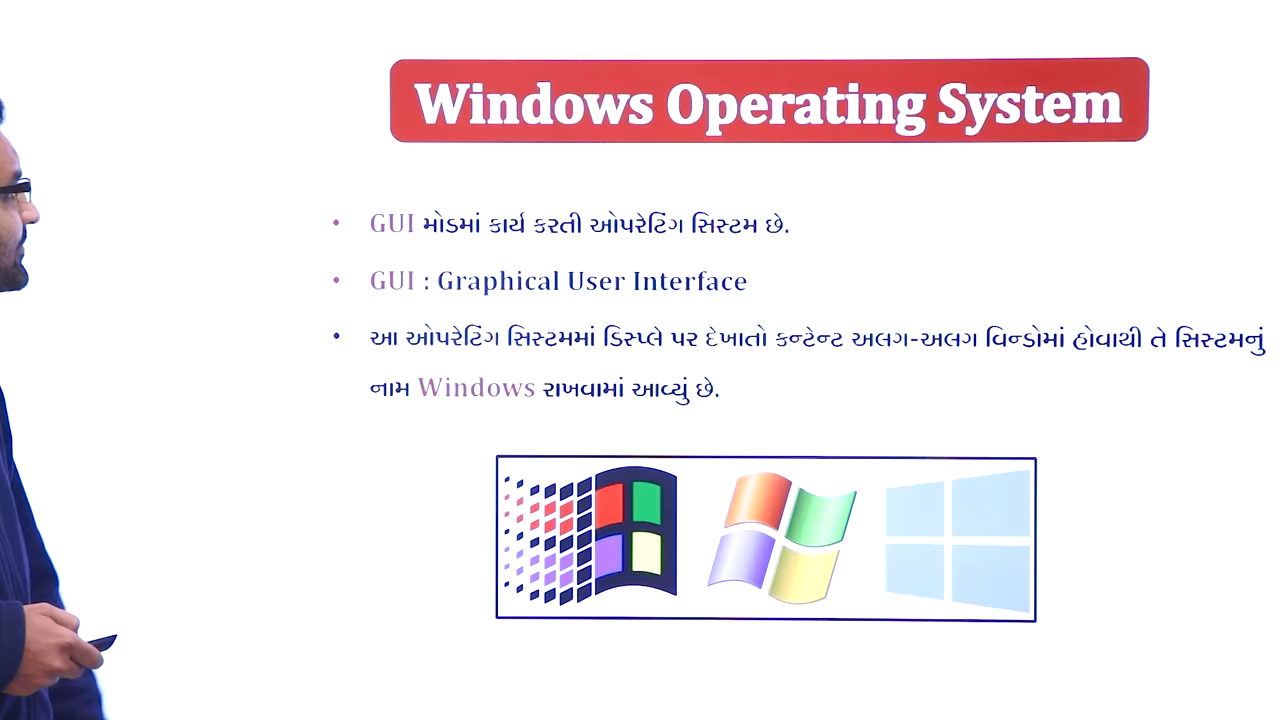 Windows Operating System
• GUI મોડમાં કાર્ય કરતી ઓપરેટિંગ સિસ્ટમ છે.
• GUI : Graphical User Interface
• આ ઓપરેટિંગ સિસ્ટમમાં ડિસ્પ્લે પર દેખાતો કન્ટેન્ટ અલગ-અલગ વિન્ડોમાં હોવાથી તે સિસ્ટમનું
નામ Windows રાખવામાં આવ્યું છે.